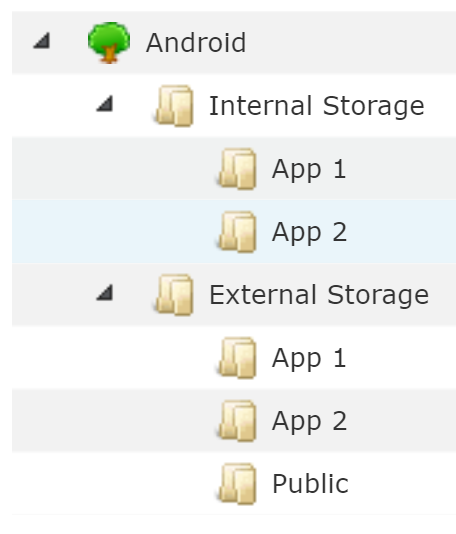 Android
Internal Storage
App 1
App 2
External Storage
App 1
App 2
Public